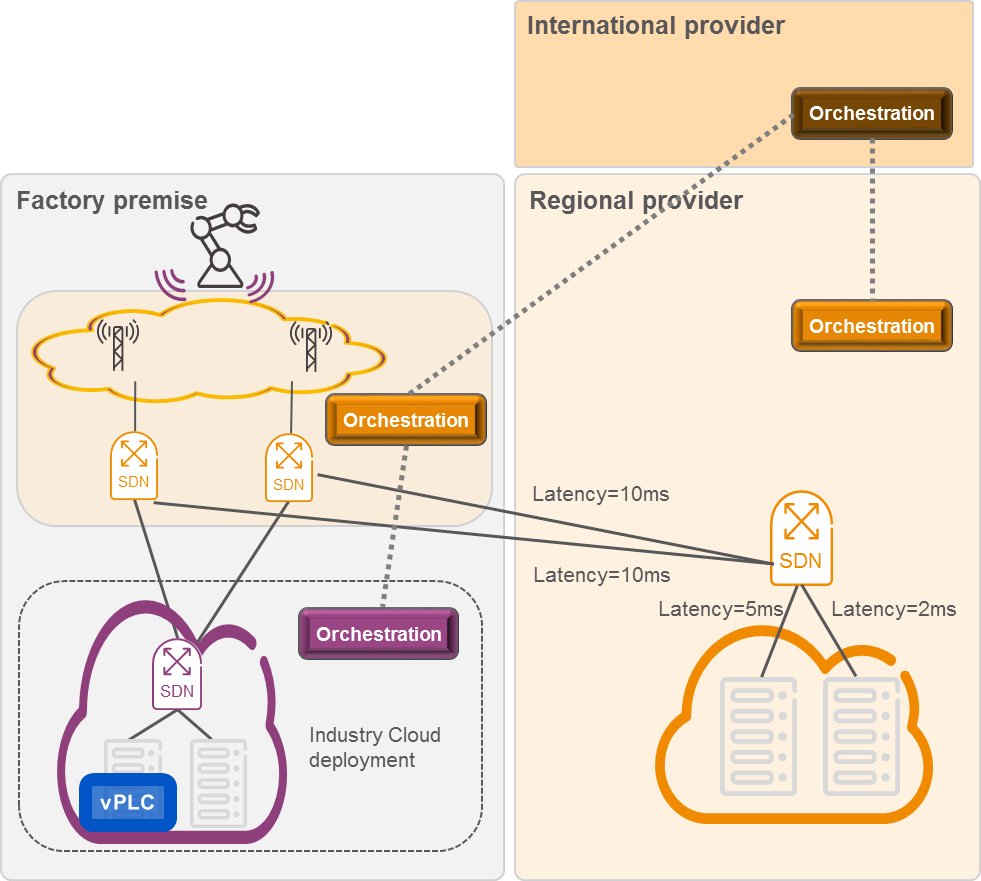 International provider
Orchestration
Factory premise
Regional provider
Orchestration
Orchestration
SDN
SDN
Latency=10ms
SDN
Latency=10ms
Latency=5ms
Latency=2ms
Orchestration
SDN
Industry Cloud
deployment
vPLC